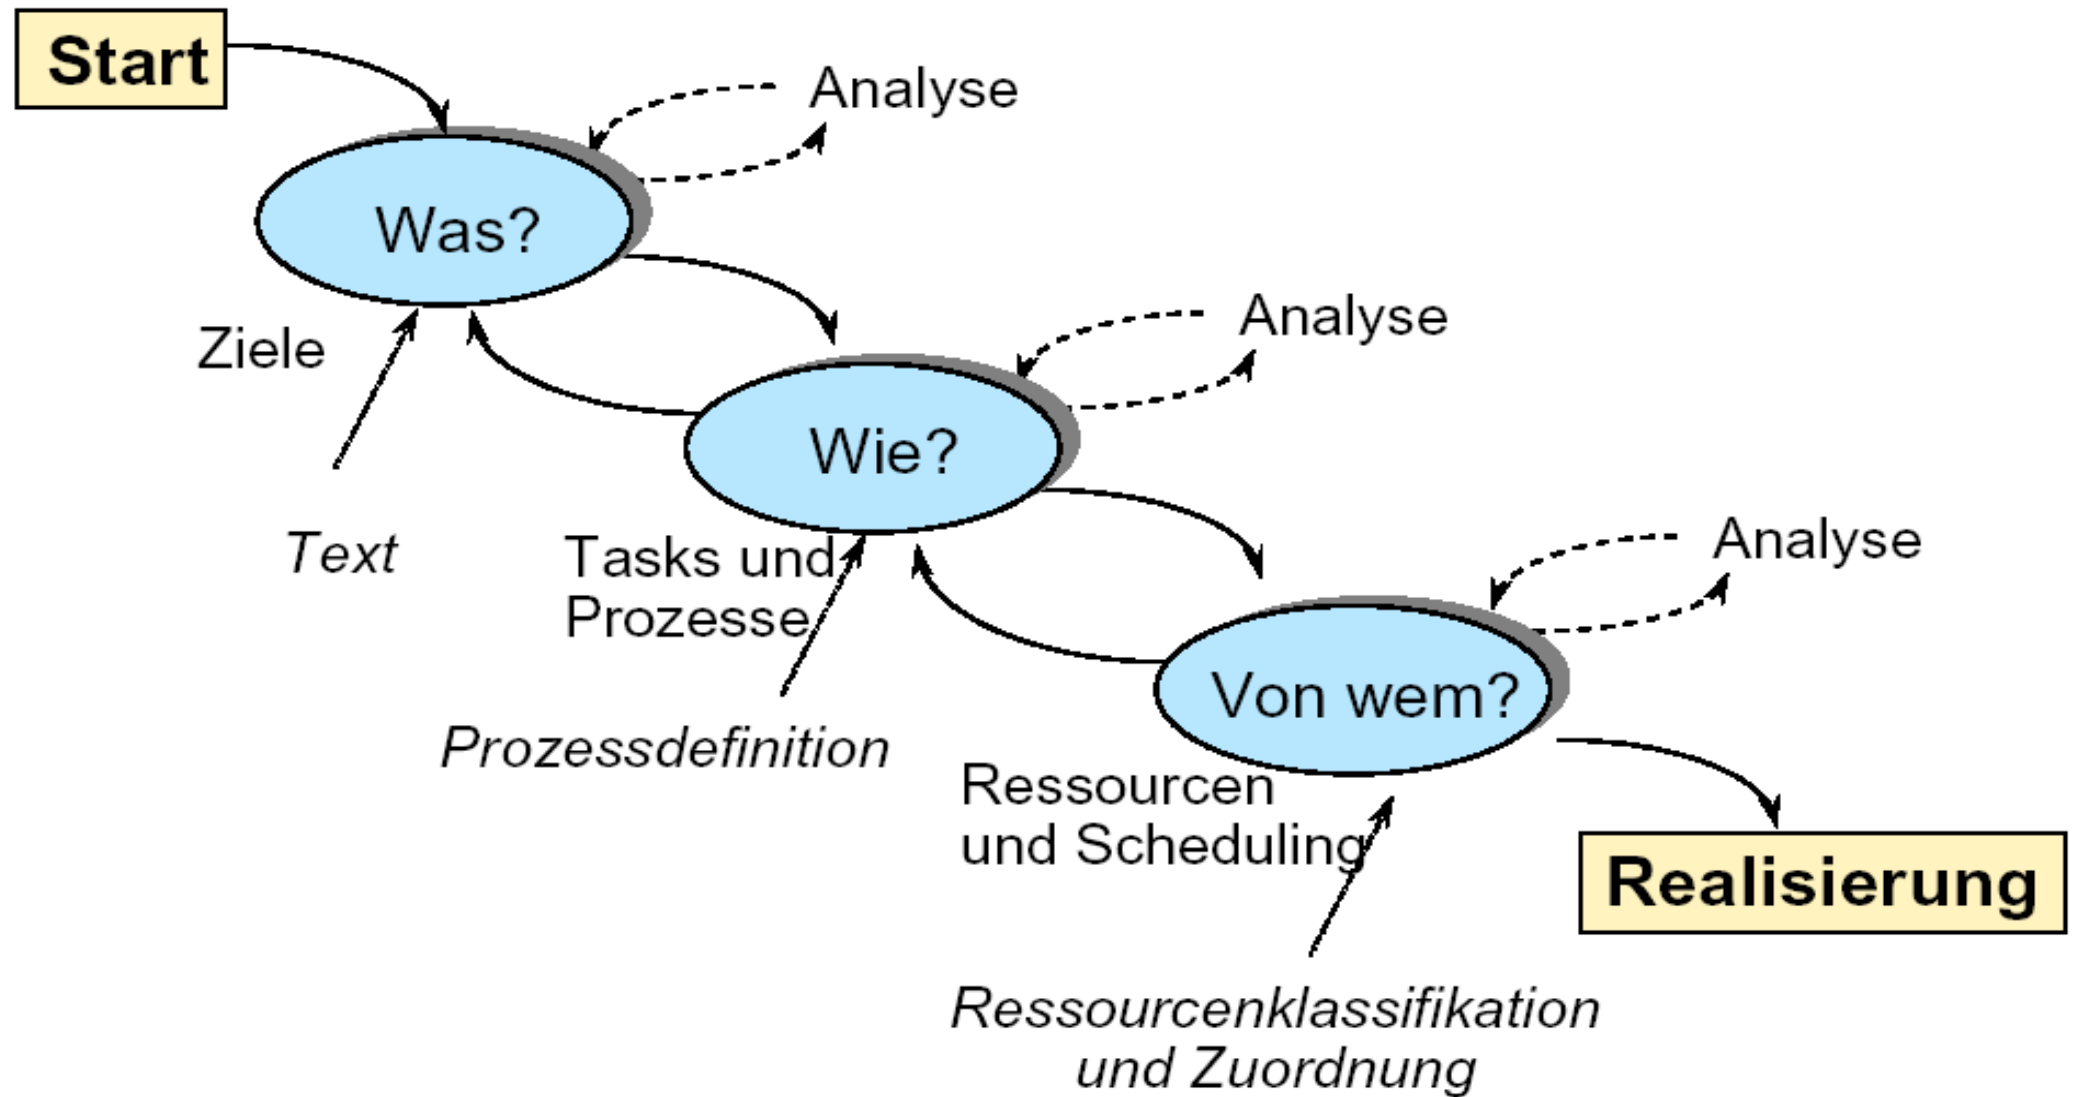 Start
Analyse
Was?
Ziele
Analyse
Text
Wie?
Tasks und
Prozesse
Analyse
Prozessdefinition
Von wem?
Ressourcen
und Scheduling
Realisierung
Ressourcenklassifikation
und Zuordnung